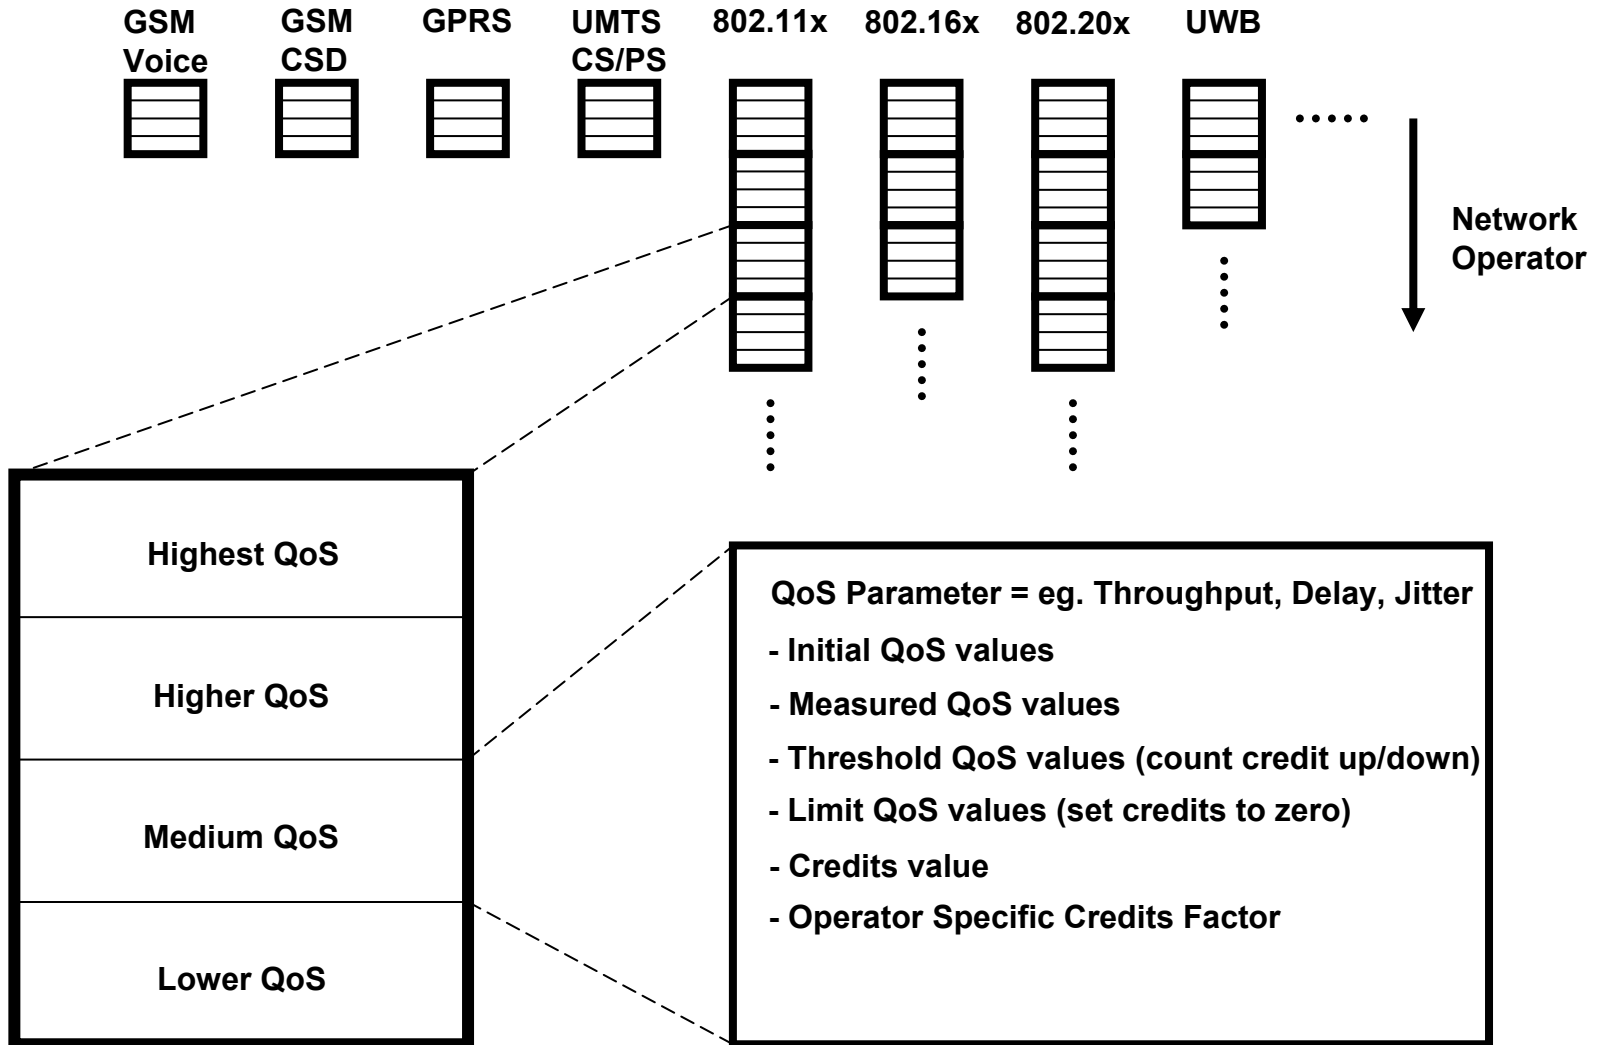 GSM Voice
GSM CSD
GPRS
UMTS CS/PS
802.11x
802.16x
802.20x
UWB
Network
Operator
Highest QoS
Higher QoS
Medium QoS
Lower QoS
QoS Parameter = eg. Throughput, Delay, Jitter
- Initial QoS values
- Measured QoS values
- Threshold QoS values (count credit up/down)
- Limit QoS values (set credits to zero)
- Credits value
- Operator Specific Credits Factor